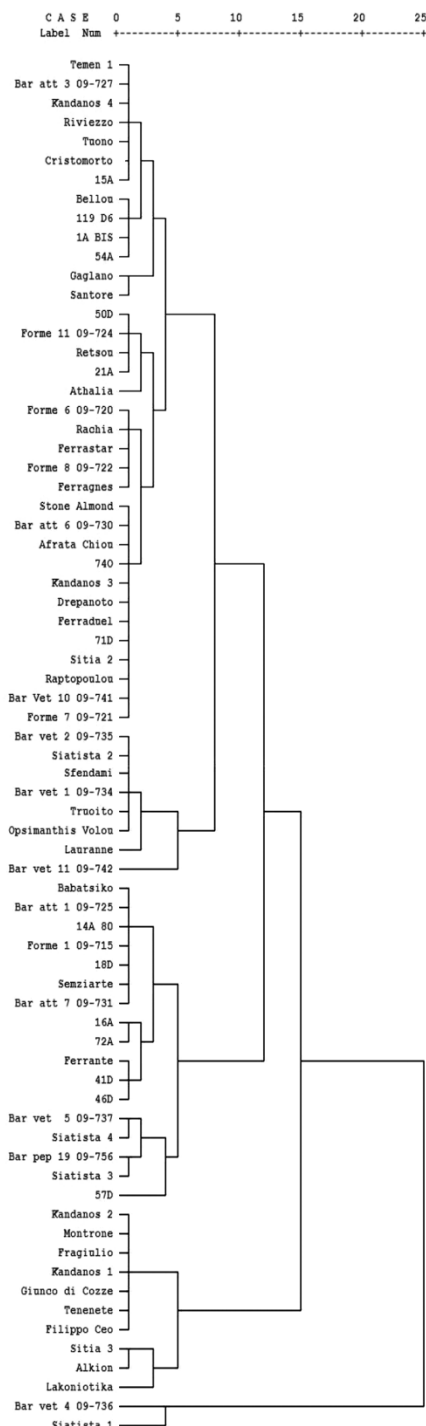 C A S E 0 5 10 15 20 25
Label Num
Temen 1
Bar att 3 09-727
Kandanos 4
Riviezzo
Tuono
Cristomorto
15A
Bellou
119 D6
1A BIS
54A
Gaglano
Santore
50D
Forme 11 09-724
Retsou
21A
Athalia
Forme 6 09-720
Rachia
Ferrastar
Forme 8 09-722
Ferragnes
Stone Almond
Bar att 6 09-730
Afrata Chiou
74O
Kandanos 3
Drepanoto
Ferraduel
71D
Sitia 2
Raptopoulou
Bar Vet 10 09-741
Forme 7 09-721
Bar vet 2 09-735
Siatista 2
Sfendami
Bar vet 1 09-734
Truoito
Opsimanthis Volou
Lauranne
Bar vet 11 09-742
Babatsiko
Bar att 1 09-725
14A 80
Forme 1 09-715
18D
Semziarte
Bar att 7 09-731
16A
72A
Ferrante
41D
46D
Bar vet 5 09-737
Siatista 4
Bar pep 19 09-756
Siatista 3
57D
Kandanos 2
Montrone
Fragiulio
Kandanos 1
Giunco di Cozze
Tenenete
Filippo Ceo
Sitia 3
Alkion
Lakoniotika
Bar vet 4 09-736
Siatista 1